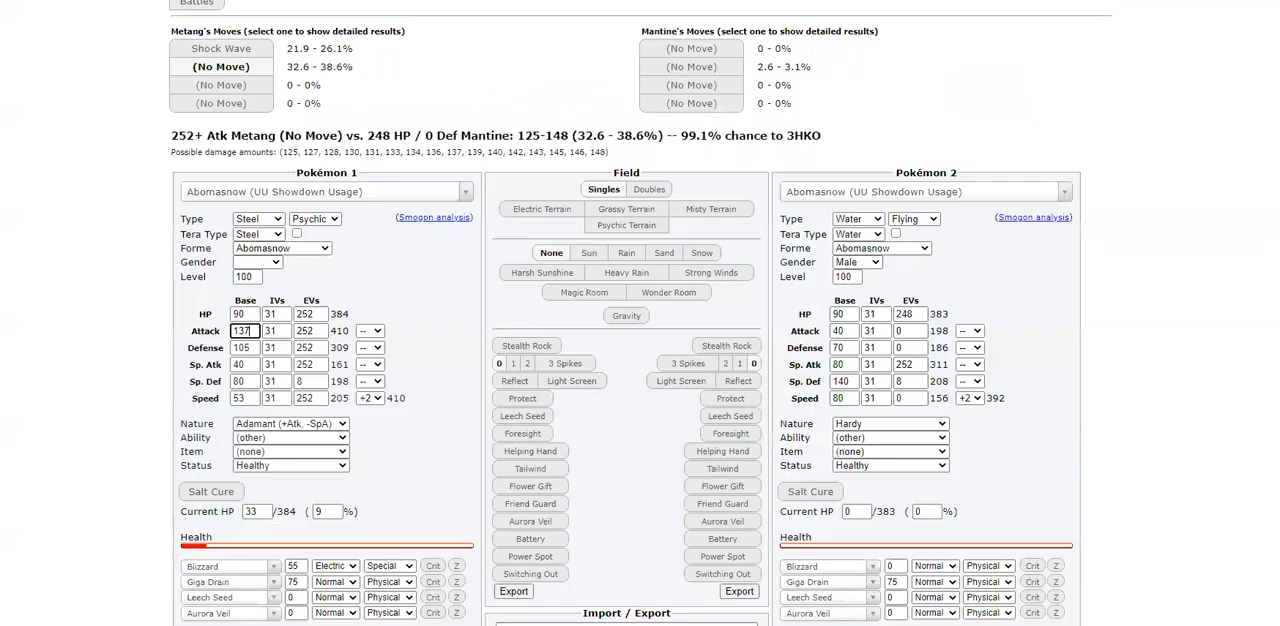 Battles
Metang's Moves (select one to show detailed results)
Shock Wave 21.9 - 26.1%
(No Move) 32.6 - 38.6%
(No Move) 0 - 0%
(No Move) 0 - 0%
Mantine's Moves (select one to show detailed results)
(No Move) 0 - 0%
(No Move) 2.6 - 3.1%
(No Move) 0 - 0%
(No Move) 0 - 0%
252+ Atk Metang (No Move) vs. 248 HP / 0 Def Mantine: 125-148 (32.6 - 38.6%) -- 99.1% chance to 3HKO
Possible damage amounts: (125, 127, 128, 130, 131, 133, 134, 136, 137, 139, 140, 142, 143, 145, 146, 148)
Pokémon 1
Abomasnow (UU Showdown Usage)
Type Steel Psychic (Smogon analysis)
Tera Type Steel
Forme Abomasnow
Gender
Level 100
Base IVs EVs
HP 90 31 252 384
Attack 137 31 252 410 --
Defense 105 31 252 309 --
Sp. Atk 40 31 252 161 --
Sp. Def 80 31 8 198 --
Speed 53 31 252 205 +2 410
Nature Adamant (+Atk, -SpA)
Ability (other)
Item (none)
Status Healthy
Salt Cure
Current HP 33 /384 ( 9 %)
Health
Blizzard 55 Electric Special Crit Z
Giga Drain 75 Normal Physical Crit Z
Leech Seed 0 Normal Physical Crit Z
Aurora Veil 0 Normal Physical Crit Z
Field
Singles Doubles
Electric Terrain Grassy Terrain Misty Terrain
Psychic Terrain
None Sun Rain Sand Snow
Harsh Sunshine Heavy Rain Strong Winds
Magic Room Wonder Room
Gravity
Stealth Rock Stealth Rock
0 1 2 3 Spikes 3 Spikes 2 1 0
Reflect Light Screen Light Screen Reflect
Protect Protect
Leech Seed Leech Seed
Foresight Foresight
Helping Hand Helping Hand
Tailwind Tailwind
Flower Gift Flower Gift
Friend Guard Friend Guard
Aurora Veil Aurora Veil
Battery Battery
Power Spot Power Spot
Switching Out Switching Out
Export Export
Import / Export
Pokémon 2
Abomasnow (UU Showdown Usage)
Type Water Flying (Smogon analysis)
Tera Type Water
Forme Abomasnow
Gender Male
Level 100
Base IVs EVs
HP 90 31 248 383
Attack 40 31 0 198 --
Defense 70 31 0 186 --
Sp. Atk 80 31 252 311 --
Sp. Def 140 31 8 208 --
Speed 80 31 0 156 +2 392
Nature Hardy
Ability (other)
Item (none)
Status Healthy
Salt Cure
Current HP 0 /383 ( 0 %)
Health
Blizzard 0 Normal Physical Crit Z
Giga Drain 75 Normal Physical Crit Z
Leech Seed 0 Normal Physical Crit Z
Aurora Veil 0 Normal Physical Crit Z